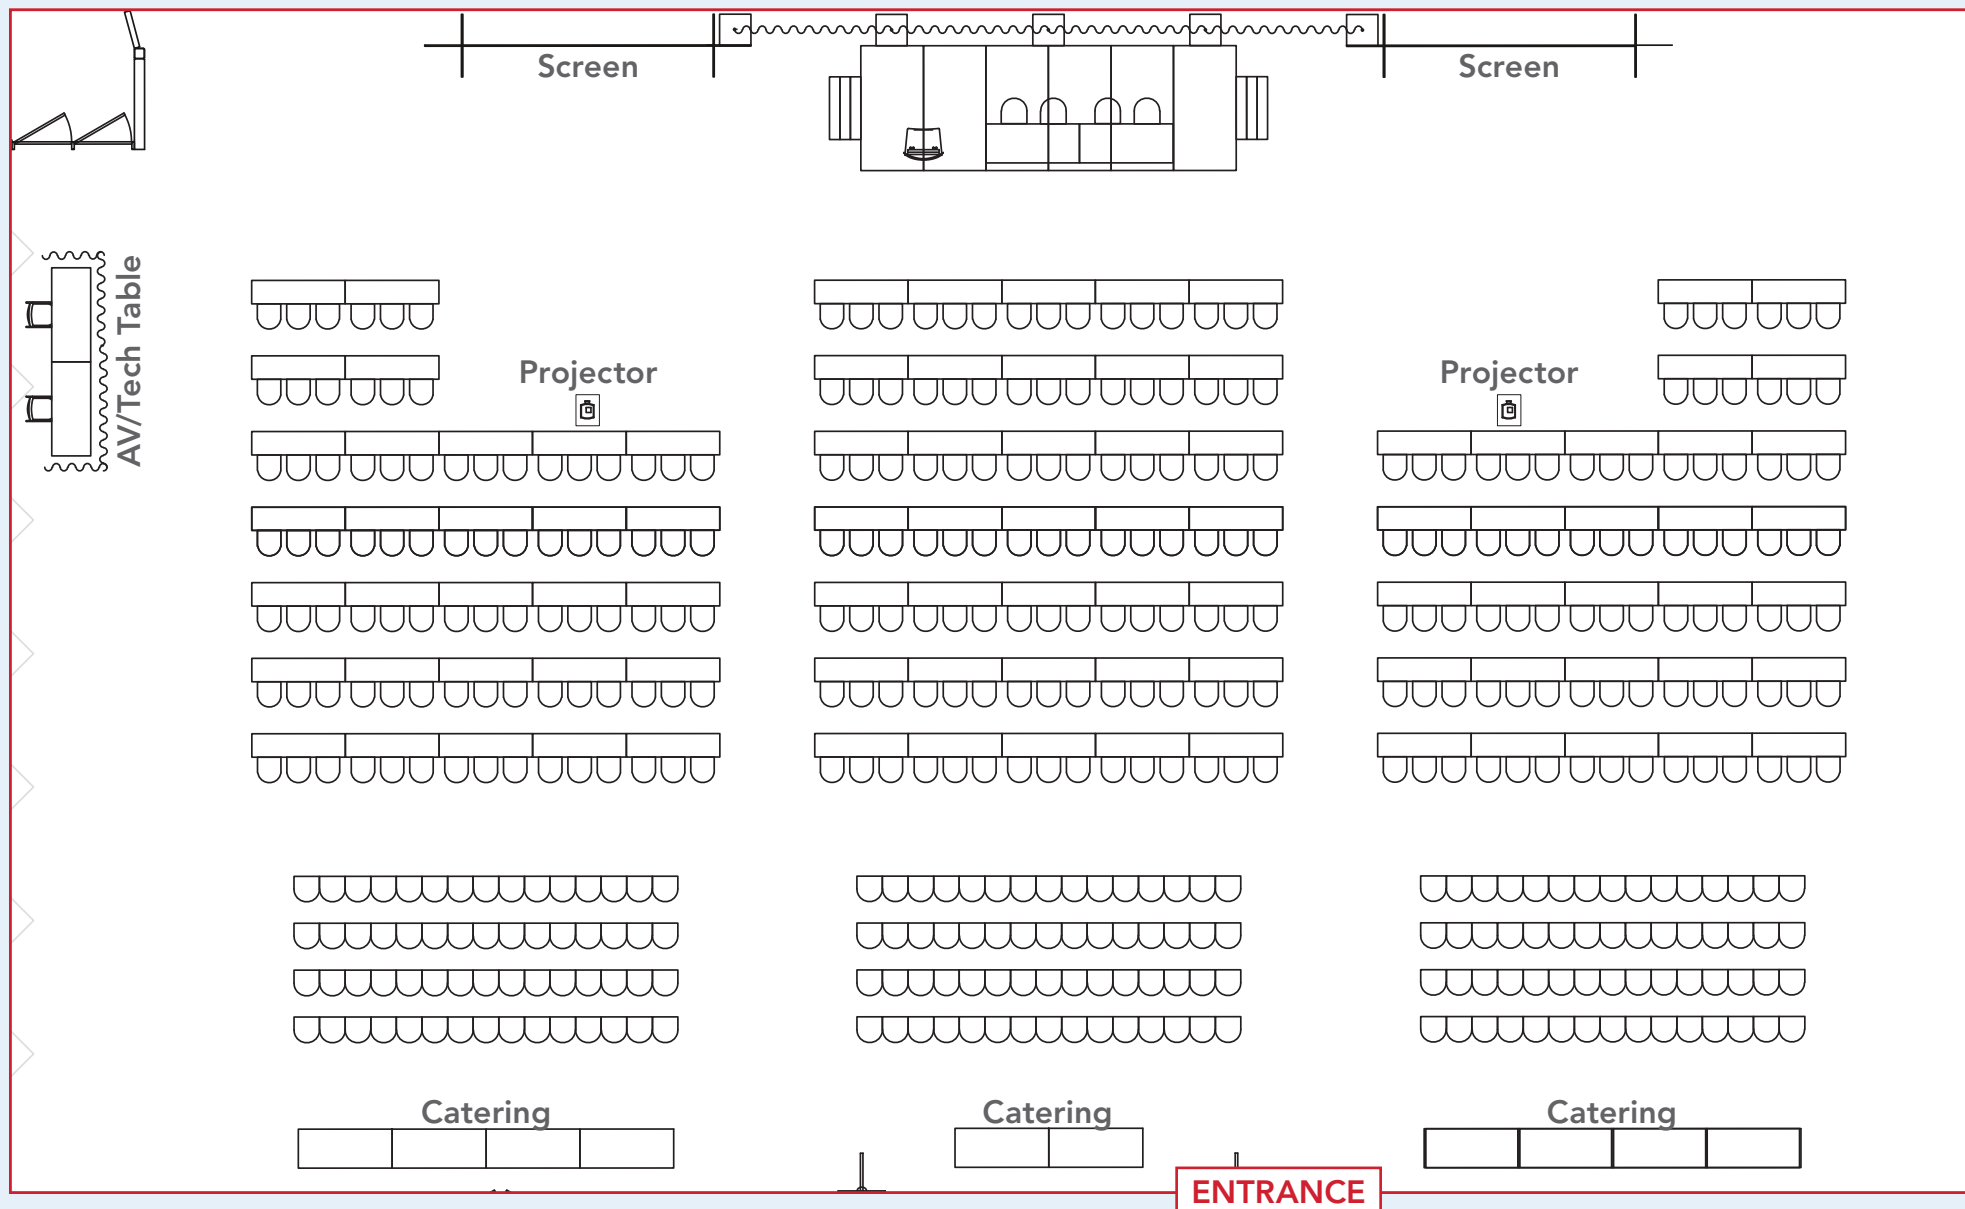 Screen
Screen
AV/Tech Table
Projector
Projector
Catering
Catering
Catering
ENTRANCE